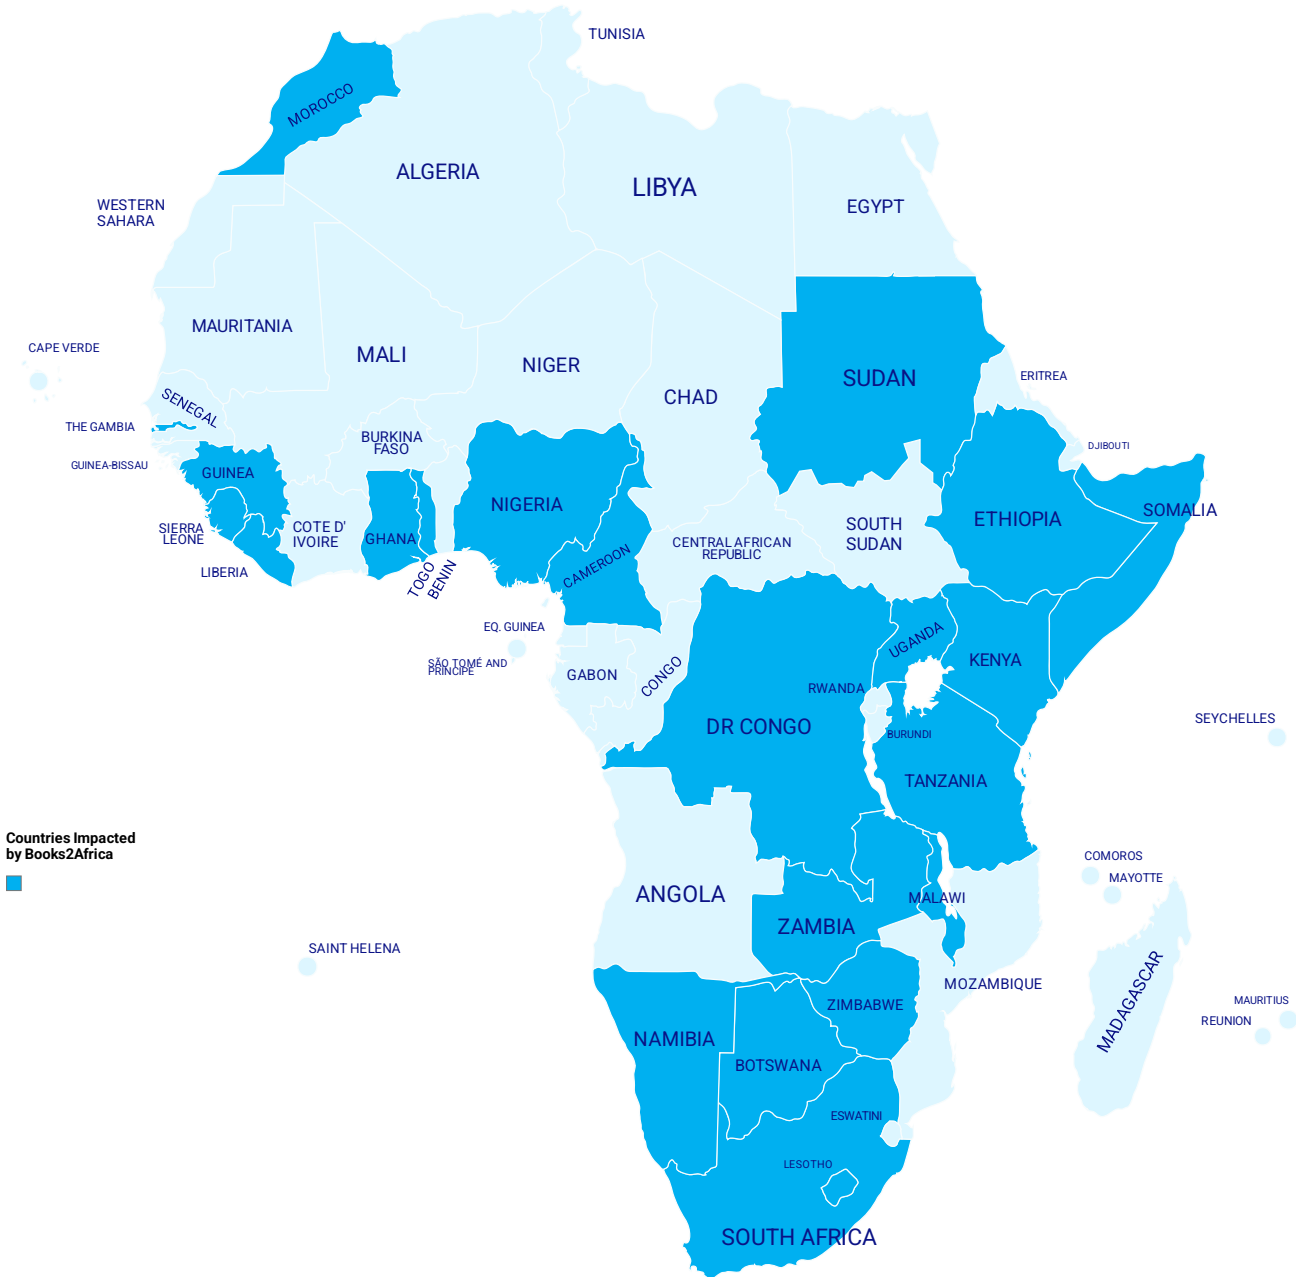 TUNISIA
MOROCCO
ALGERIA
LIBYA
EGYPT
WESTERN
SAHARA
MAURITANIA
MALI
NIGER
CHAD
SUDAN
CAPE VERDE
ERITREA
SENEGAL
THE GAMBIA
BURKINA
FASO
DJIBOUTI
GUINEA-BISSAU
GUINEA
NIGERIA
SOMALIA
ETHIOPIA
SIERRA
LEONE
COTE D'
IVOIRE
GHANA
SOUTH
SUDAN
CENTRAL AFRICAN
REPUBLIC
LIBERIA
TOGO
BENIN
CAMEROON
EQ. GUINEA
UGANDA
KENYA
SÃO TOMÉ AND
PRINCIPE
GABON
CONGO
RWANDA
SEYCHELLES
DR CONGO
BURUNDI
TANZANIA
Countries Impacted
by Books2Africa
COMOROS
MAYOTTE
ANGOLA
MALAWI
ZAMBIA
SAINT HELENA
MOZAMBIQUE
MADAGASCAR
ZIMBABWE
MAURITIUS
REUNION
NAMIBIA
BOTSWANA
ESWATINI
LESOTHO
SOUTH AFRICA